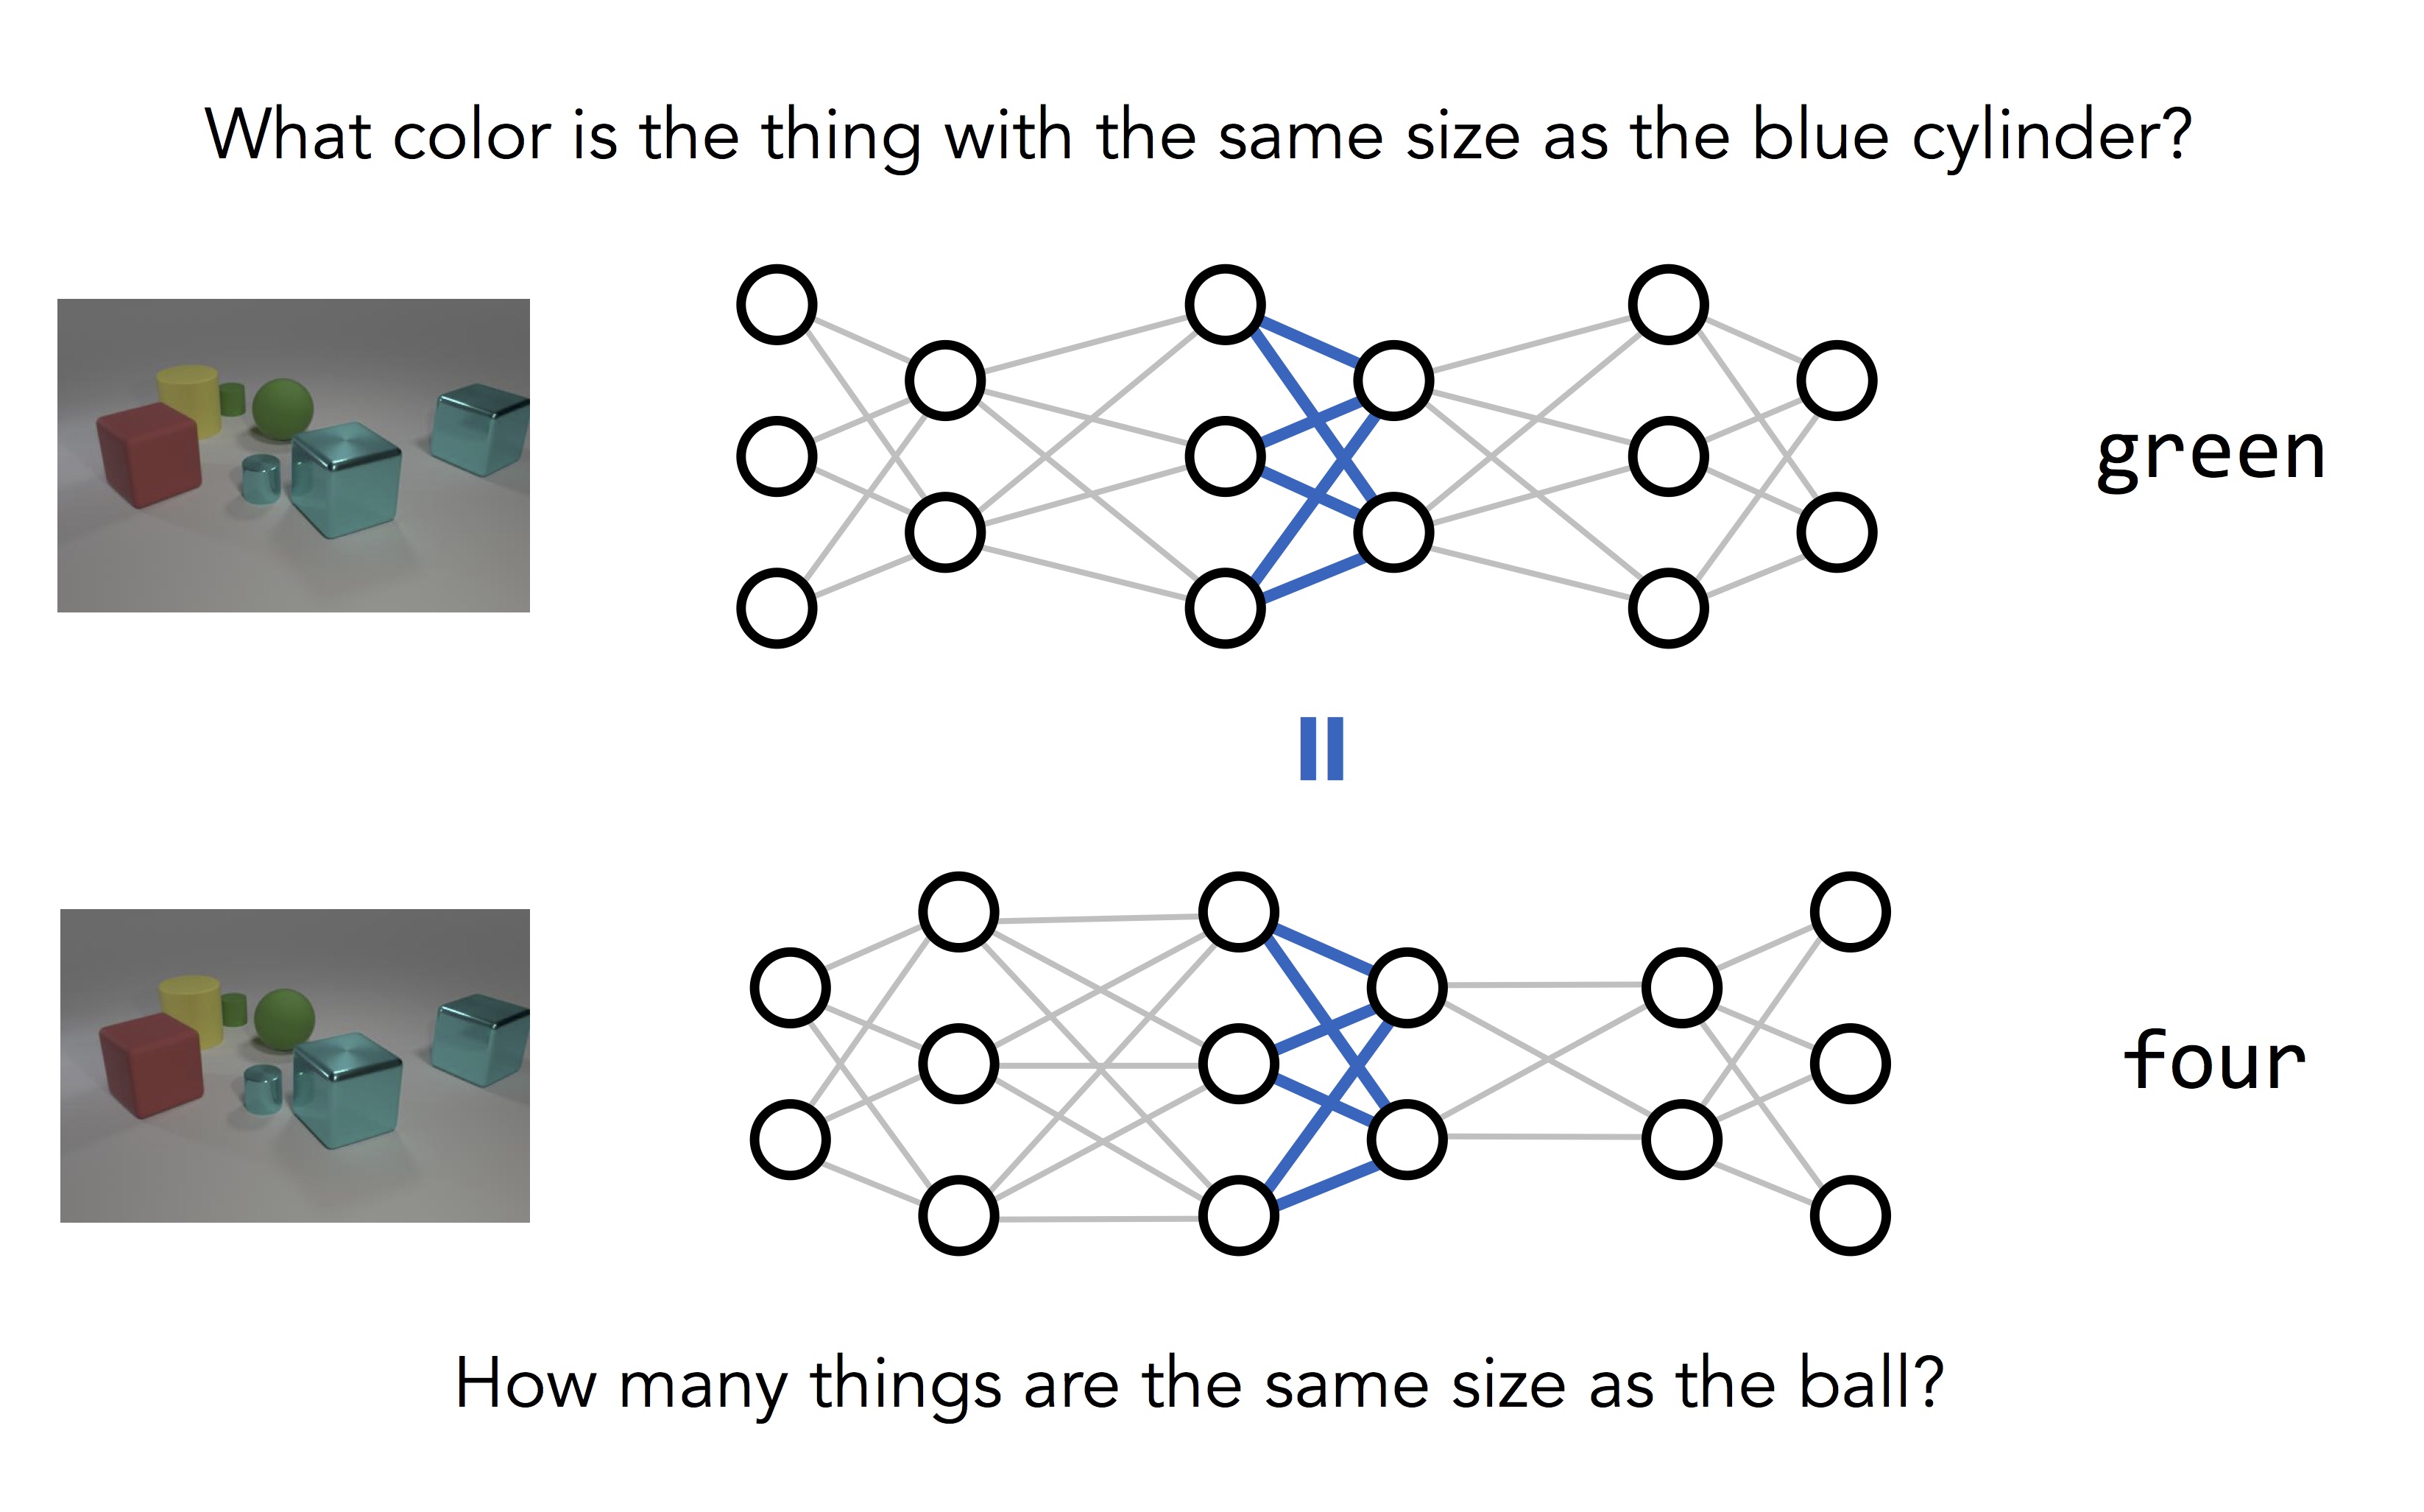 What color is the thing with the same size as the blue cylinder?
green
four
How many things are the same size as the ball?